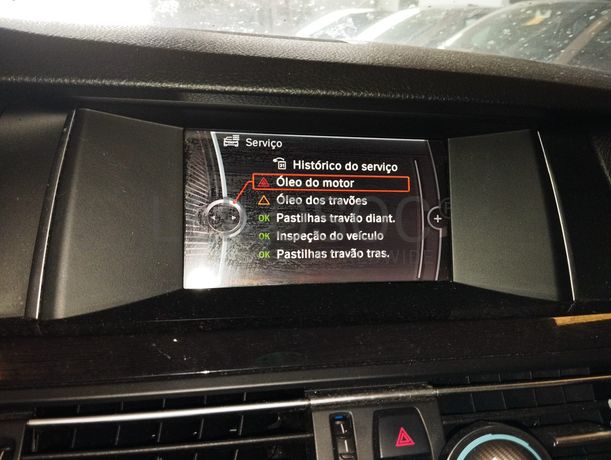 Serviço
Histórico do serviço
Óleo do motor
Óleo dos travões
OK Pastilhas travão diant.
OK Inspeção do veículo
OK Pastilhas travão tras.